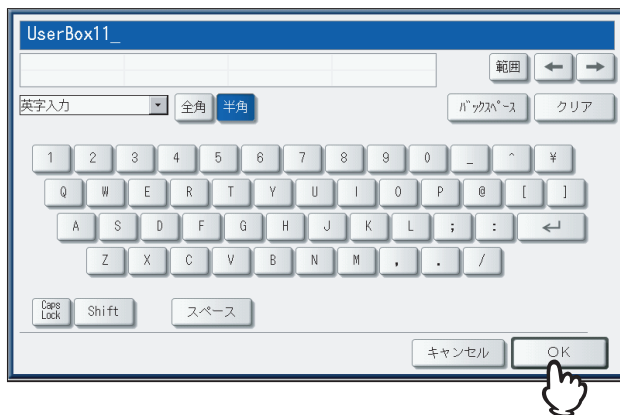 UserBox11_
範囲 ← →
英字入力 全角 半角 バックスペース クリア
1 2 3 4 5 6 7 8 9 0 _ ^ ¥
Q W E R T Y U I O P @ [ ]
A S D F G H J K L ; : ↵
Z X C V B N M , . /
Caps Lock Shift スペース
キャンセル OK